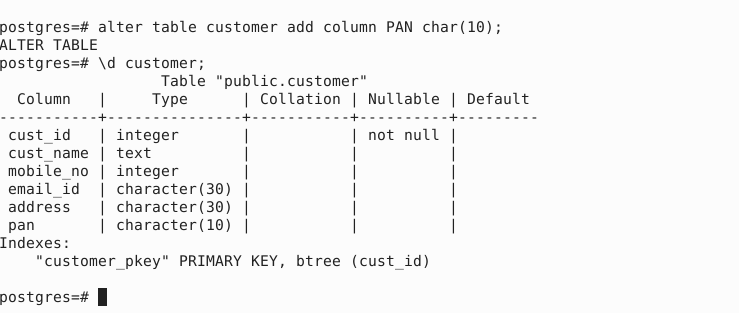 postgres=# alter table customer add column PAN char(10);
ALTER TABLE
postgres=# \d customer;
                  Table "public.customer"
  Column   |     Type      | Collation | Nullable | Default
-----------+---------------+-----------+----------+---------
 cust_id   | integer       |           | not null |
 cust_name | text          |           |          |
 mobile_no | integer       |           |          |
 email_id  | character(30) |           |          |
 address   | character(30) |           |          |
 pan       | character(10) |           |          |
Indexes:
    "customer_pkey" PRIMARY KEY, btree (cust_id)

postgres=#